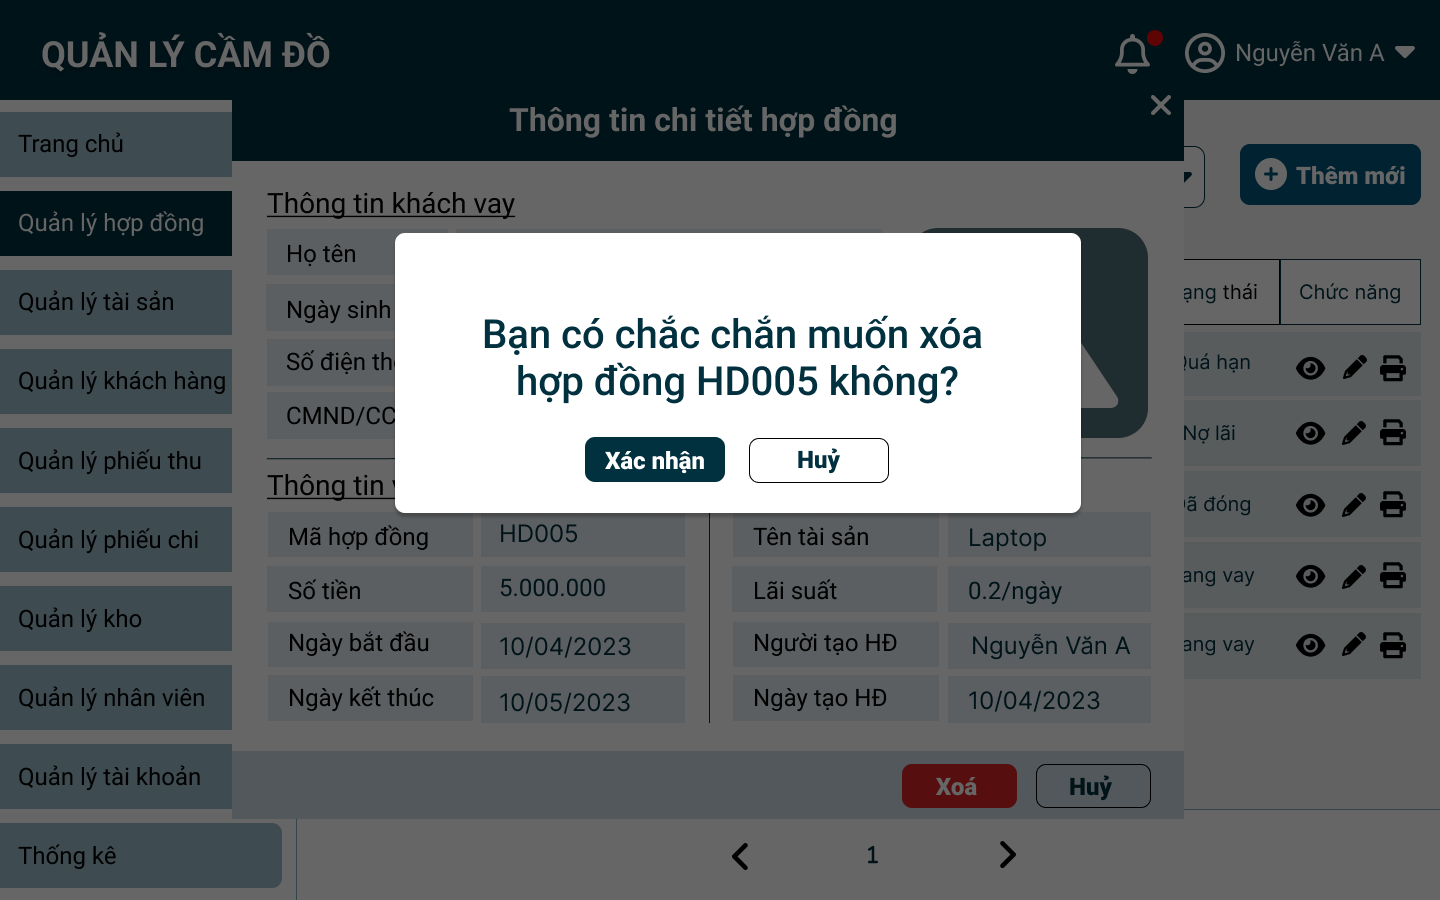 QUẢN LÝ CẦM ĐỒ
Nguyễn Văn A
Thông tin chi tiết hợp đồng
Trang chủ
Quản lý hợp đồng
Quản lý tài sản
Quản lý khách hàng
Quản lý phiếu thu
Quản lý phiếu chi
Quản lý kho
Quản lý nhân viên
Quản lý tài khoản
Thống kê
Thêm mới
Thông tin khách vay
Họ tên
Ngày sinh
Số điện
CMND/CC
thái
Chức năng
Quá hạn
Nợ lãi
đóng
vay
vay
Bạn có chắc chắn muốn xóa
hợp đồng HD005 không?
Xác nhận
Huỷ
Thông tin
Mã hợp đồng
HD005
Tên tài sản
Laptop
Số tiền
5.000.000
Lãi suất
0.2/ngày
Ngày bắt đầu
10/04/2023
Người tạo HĐ
Nguyễn Văn A
Ngày kết thúc
10/05/2023
Ngày tạo HĐ
10/04/2023
Xoá
Huỷ
1